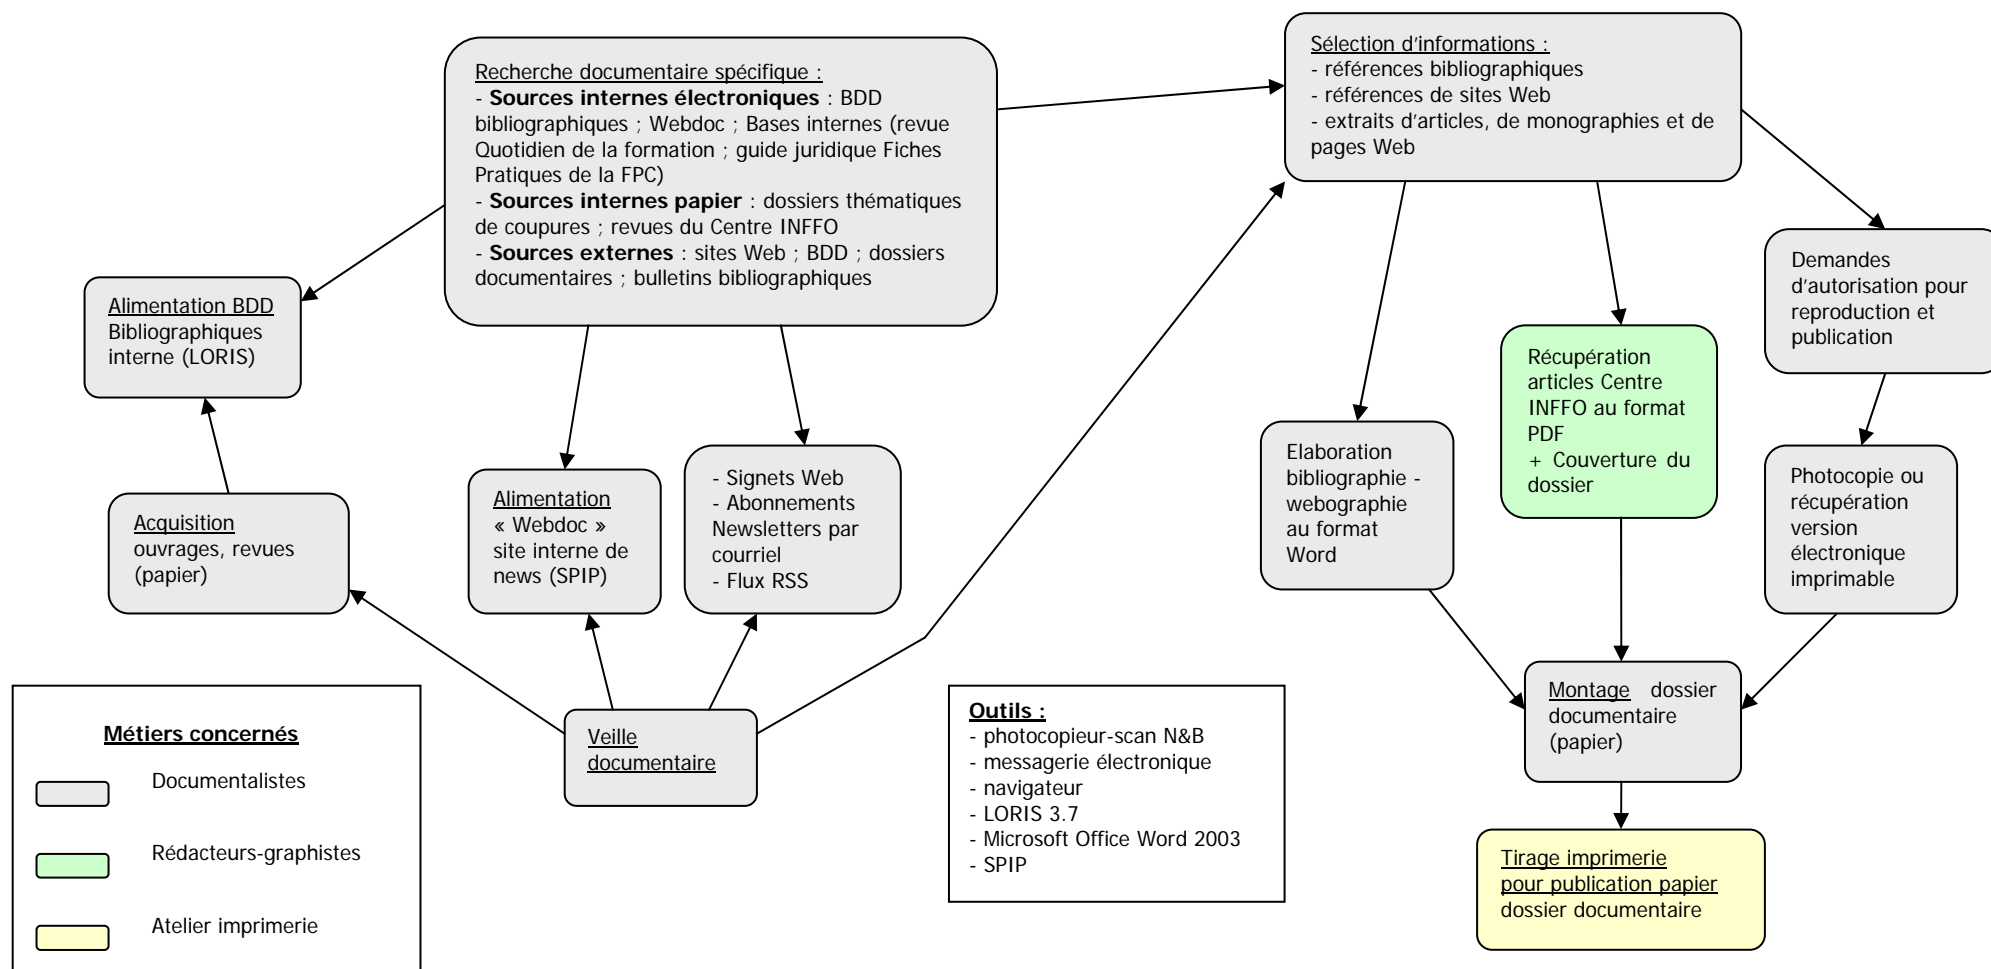 Recherche documentaire spécifique :
- Sources internes électroniques : BDD
bibliographiques ; Webdoc ; Bases internes (revue
Quotidien de la formation ; guide juridique Fiches
Pratiques de la FPC)
- Sources internes papier : dossiers thématiques
de coupures ; revues du Centre INFFO
- Sources externes : sites Web ; BDD ; dossiers
documentaires ; bulletins bibliographiques
Sélection d'informations :
- références bibliographiques
- références de sites Web
- extraits d'articles, de monographies et de
pages Web
Alimentation BDD
Bibliographiques
interne (LORIS)
Demandes
d'autorisation pour
reproduction et
publication
Récupération
articles Centre
INFFO au format
PDF
+ Couverture du
dossier
Acquisition
ouvrages, revues
(papier)
Alimentation
« Webdoc »
site interne de
news (SPIP)
- Signets Web
- Abonnements
Newsletters par
courriel
- Flux RSS
Elaboration
bibliographie -
webographie
au format
Word
Photocopie ou
récupération
version
électronique
imprimable
Veille
documentaire
Montage dossier
documentaire
(papier)
Métiers concernés
Documentalistes
Rédacteurs-graphistes
Atelier imprimerie
Outils :
- photocopieur-scan N&B
- messagerie électronique
- navigateur
- LORIS 3.7
- Microsoft Office Word 2003
- SPIP
Tirage imprimerie
pour publication papier
dossier documentaire